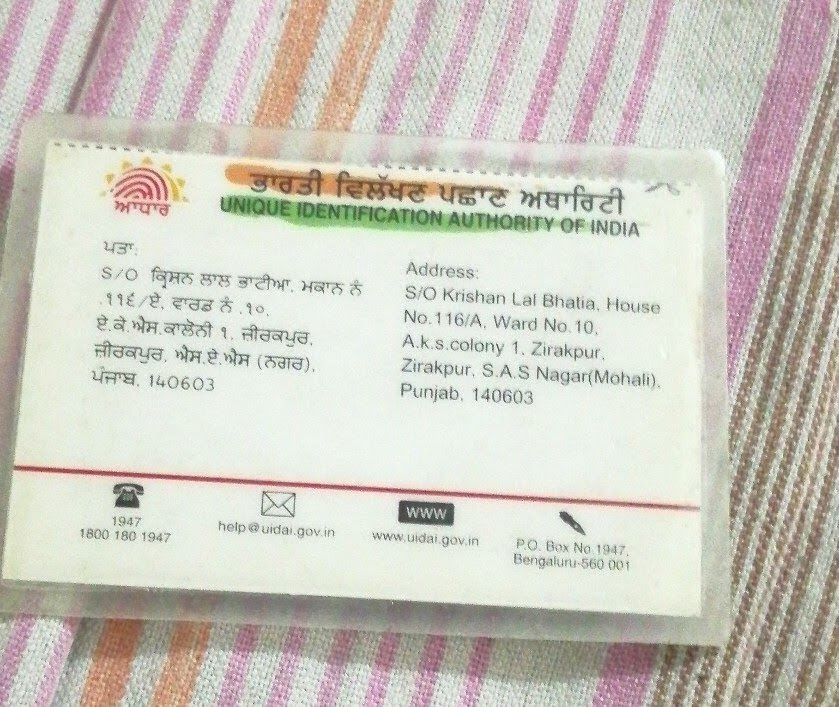 ਭਾਰਤੀ ਵਿਲੱਖਣ ਪਛਾਣ ਅਥਾਰਿਟੀ
UNIQUE IDENTIFICATION AUTHORITY OF INDIA
ਆਧਾਰ
ਪਤਾ:
S/O ਕ੍ਰਿਸ਼ਨ ਲਾਲ ਭਾਟੀਆ, ਮਕਾਨ ਨੰ
.੧੧੬/ਏ, ਵਾਰਡ ਨੰ .੧੦,
ਏ.ਕੇ.ਐਸ.ਕਾਲੋਨੀ ੧, ਜ਼ੀਰਕਪੁਰ,
ਜ਼ੀਰਕਪੁਰ, ਐਸ.ਏ.ਐਸ (ਨਗਰ),
ਪੰਜਾਬ, 140603
Address:
S/O Krishan Lal Bhatia, House
No.116/A, Ward No.10,
A.k.s.colony 1, Zirakpur,
Zirakpur, S.A.S Nagar(Mohali),
Punjab, 140603
1947
1800 180 1947
help@uidai.gov.in
WWW
www.uidai.gov.in
P.O. Box No.1947,
Bengaluru-560 001